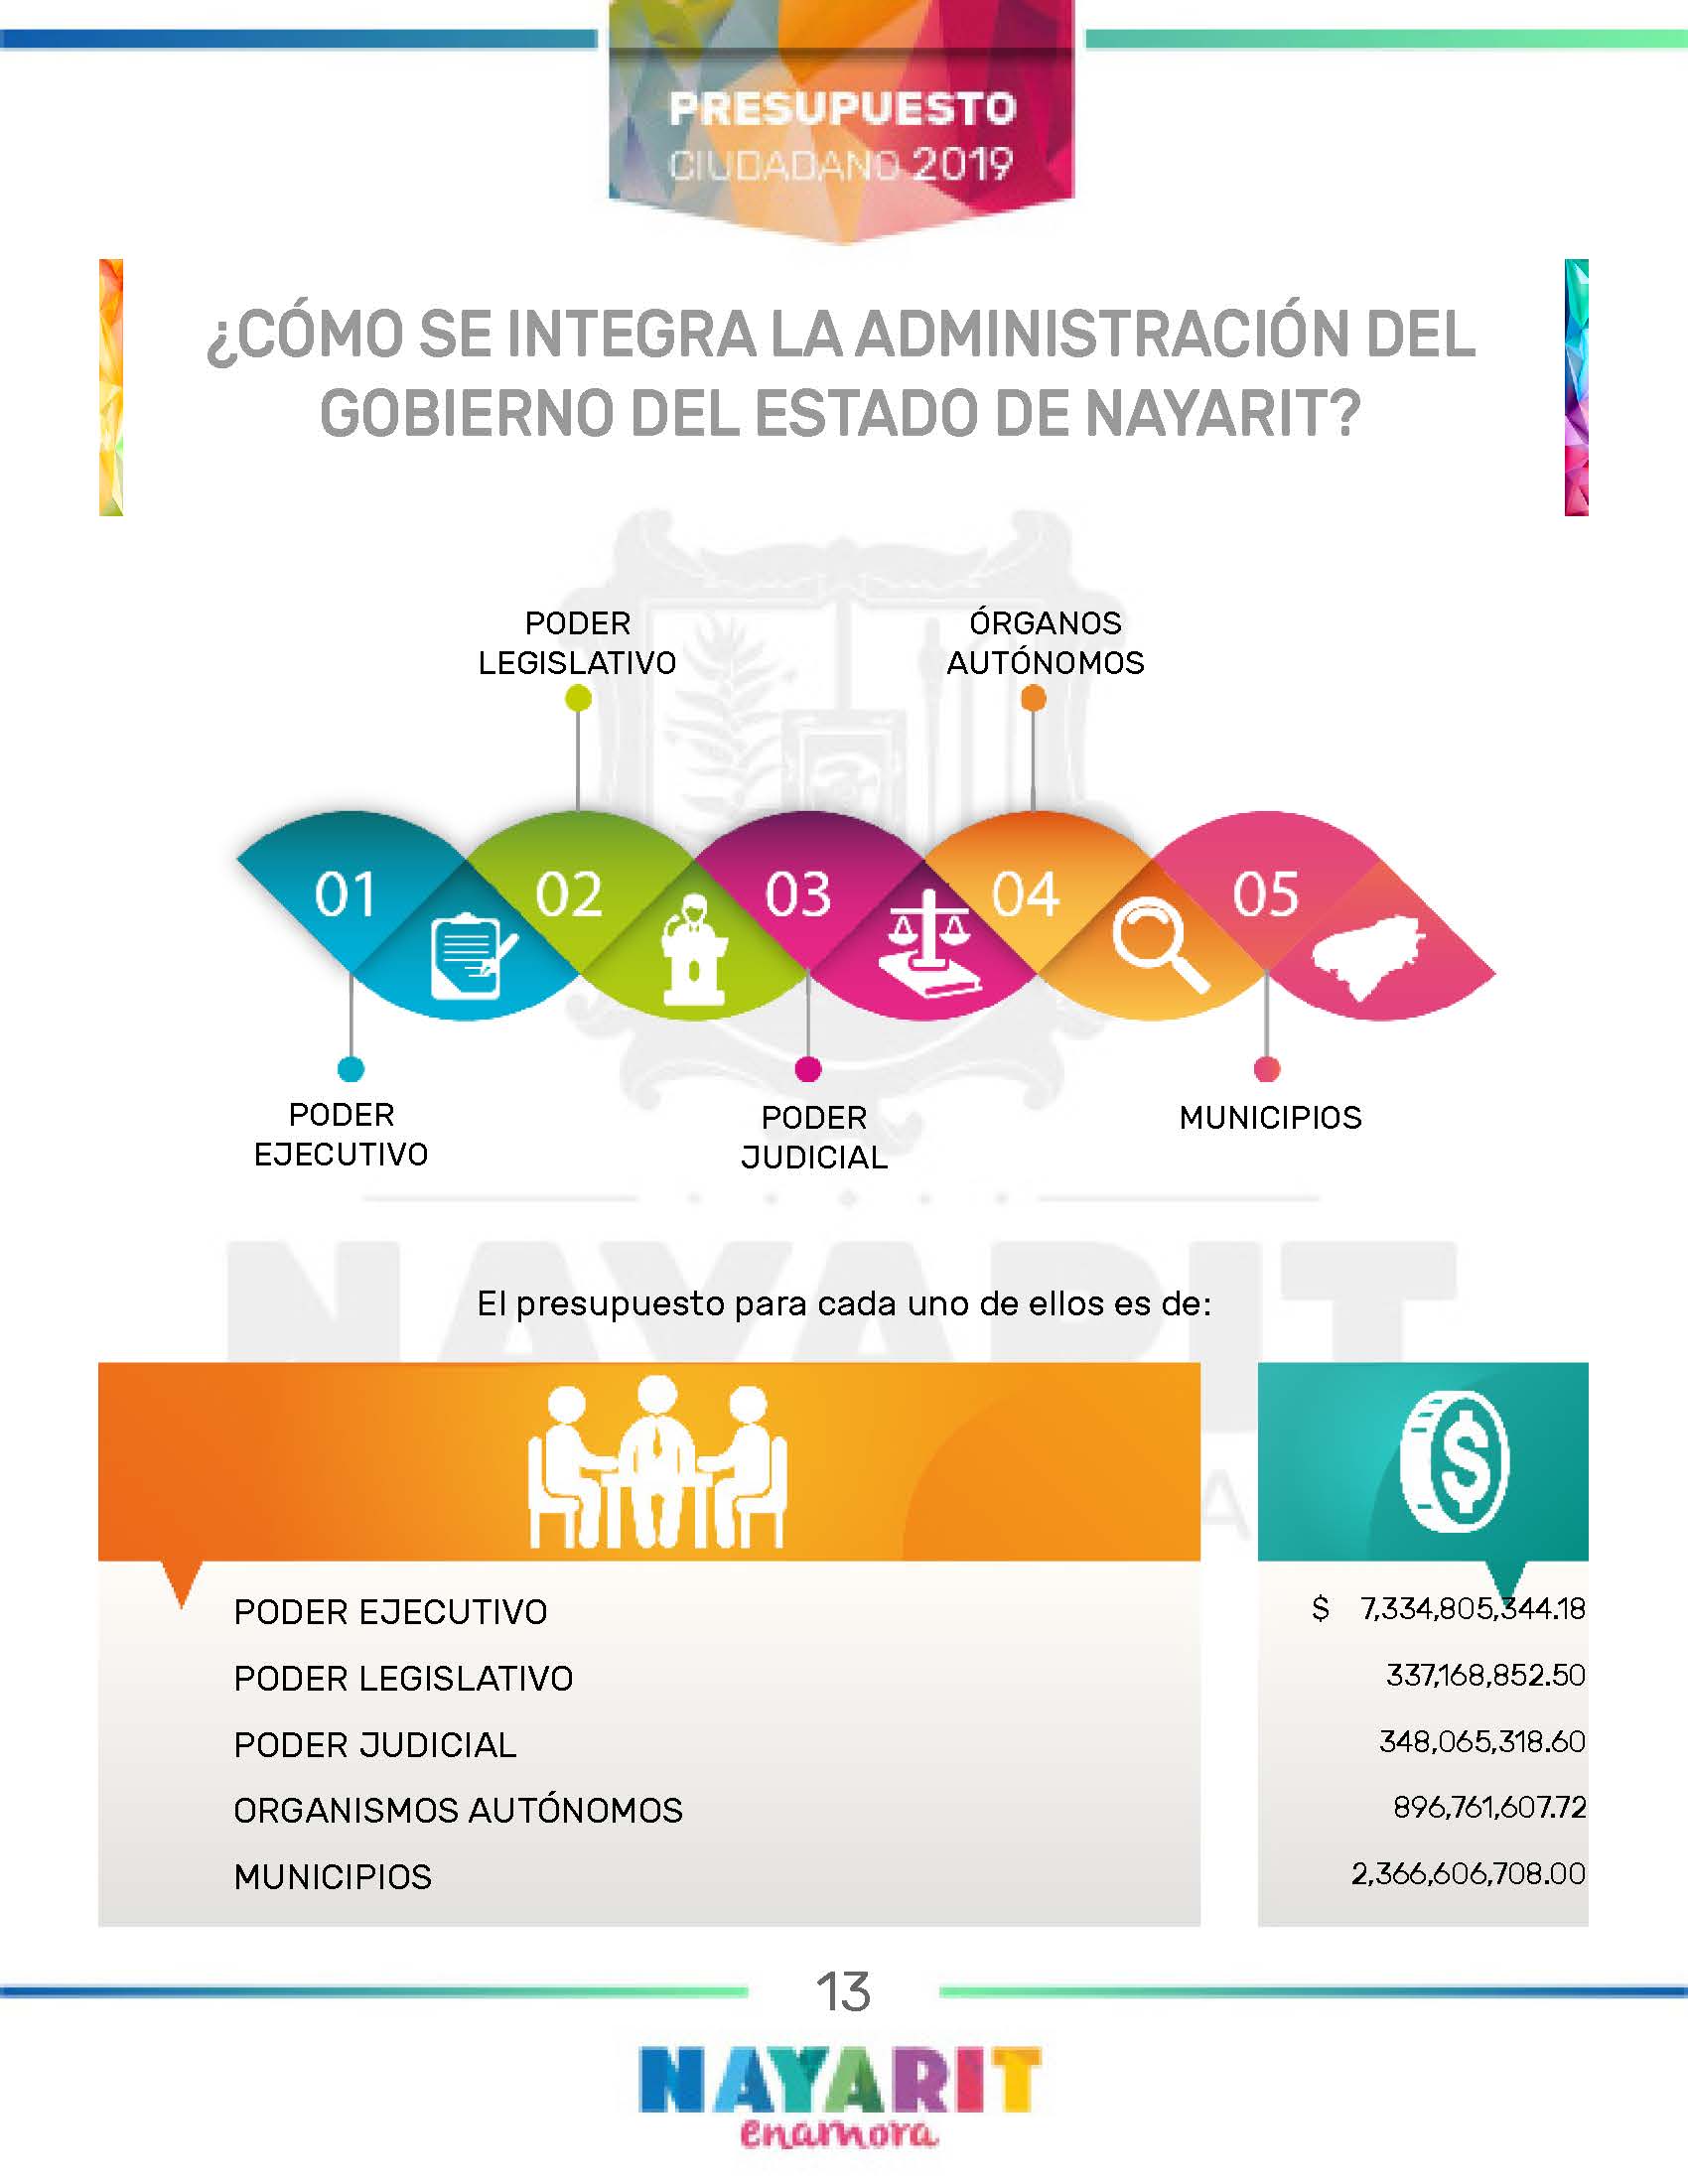 PRESUPUESTO
CIUDADANO 2019
¿CÓMO SE INTEGRA LA ADMINISTRACIÓN DEL
GOBIERNO DEL ESTADO DE NAYARIT?
PODER
LEGISLATIVO
ÓRGANOS
AUTÓNOMOS
01
02
03
04
05
PODER
EJECUTIVO
PODER
JUDICIAL
MUNICIPIOS
NAYARIT
El presupuesto para cada uno de ellos es de:
$
PODER EJECUTIVO $ 7,334,805,344.18
PODER LEGISLATIVO 337,168,852.50
PODER JUDICIAL 348,065,318.60
ORGANISMOS AUTÓNOMOS 896,761,607.72
MUNICIPIOS 2,366,606,708.00
13
NAYARIT
enamora